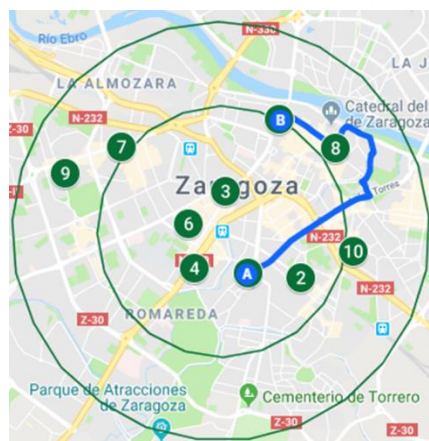 N-330
Río Ebro
LA ALMOZARA
LA J
N-232
B
Catedral del
de Zaragoza
Z-30
7
8
9
Zaragoza
3
Torres
6
N-232
10
4
A
2
N-232
Z-30
ROMAREDA
Z-30
Parque de Atracciones
de Zaragoza
Cementerio de Torrero